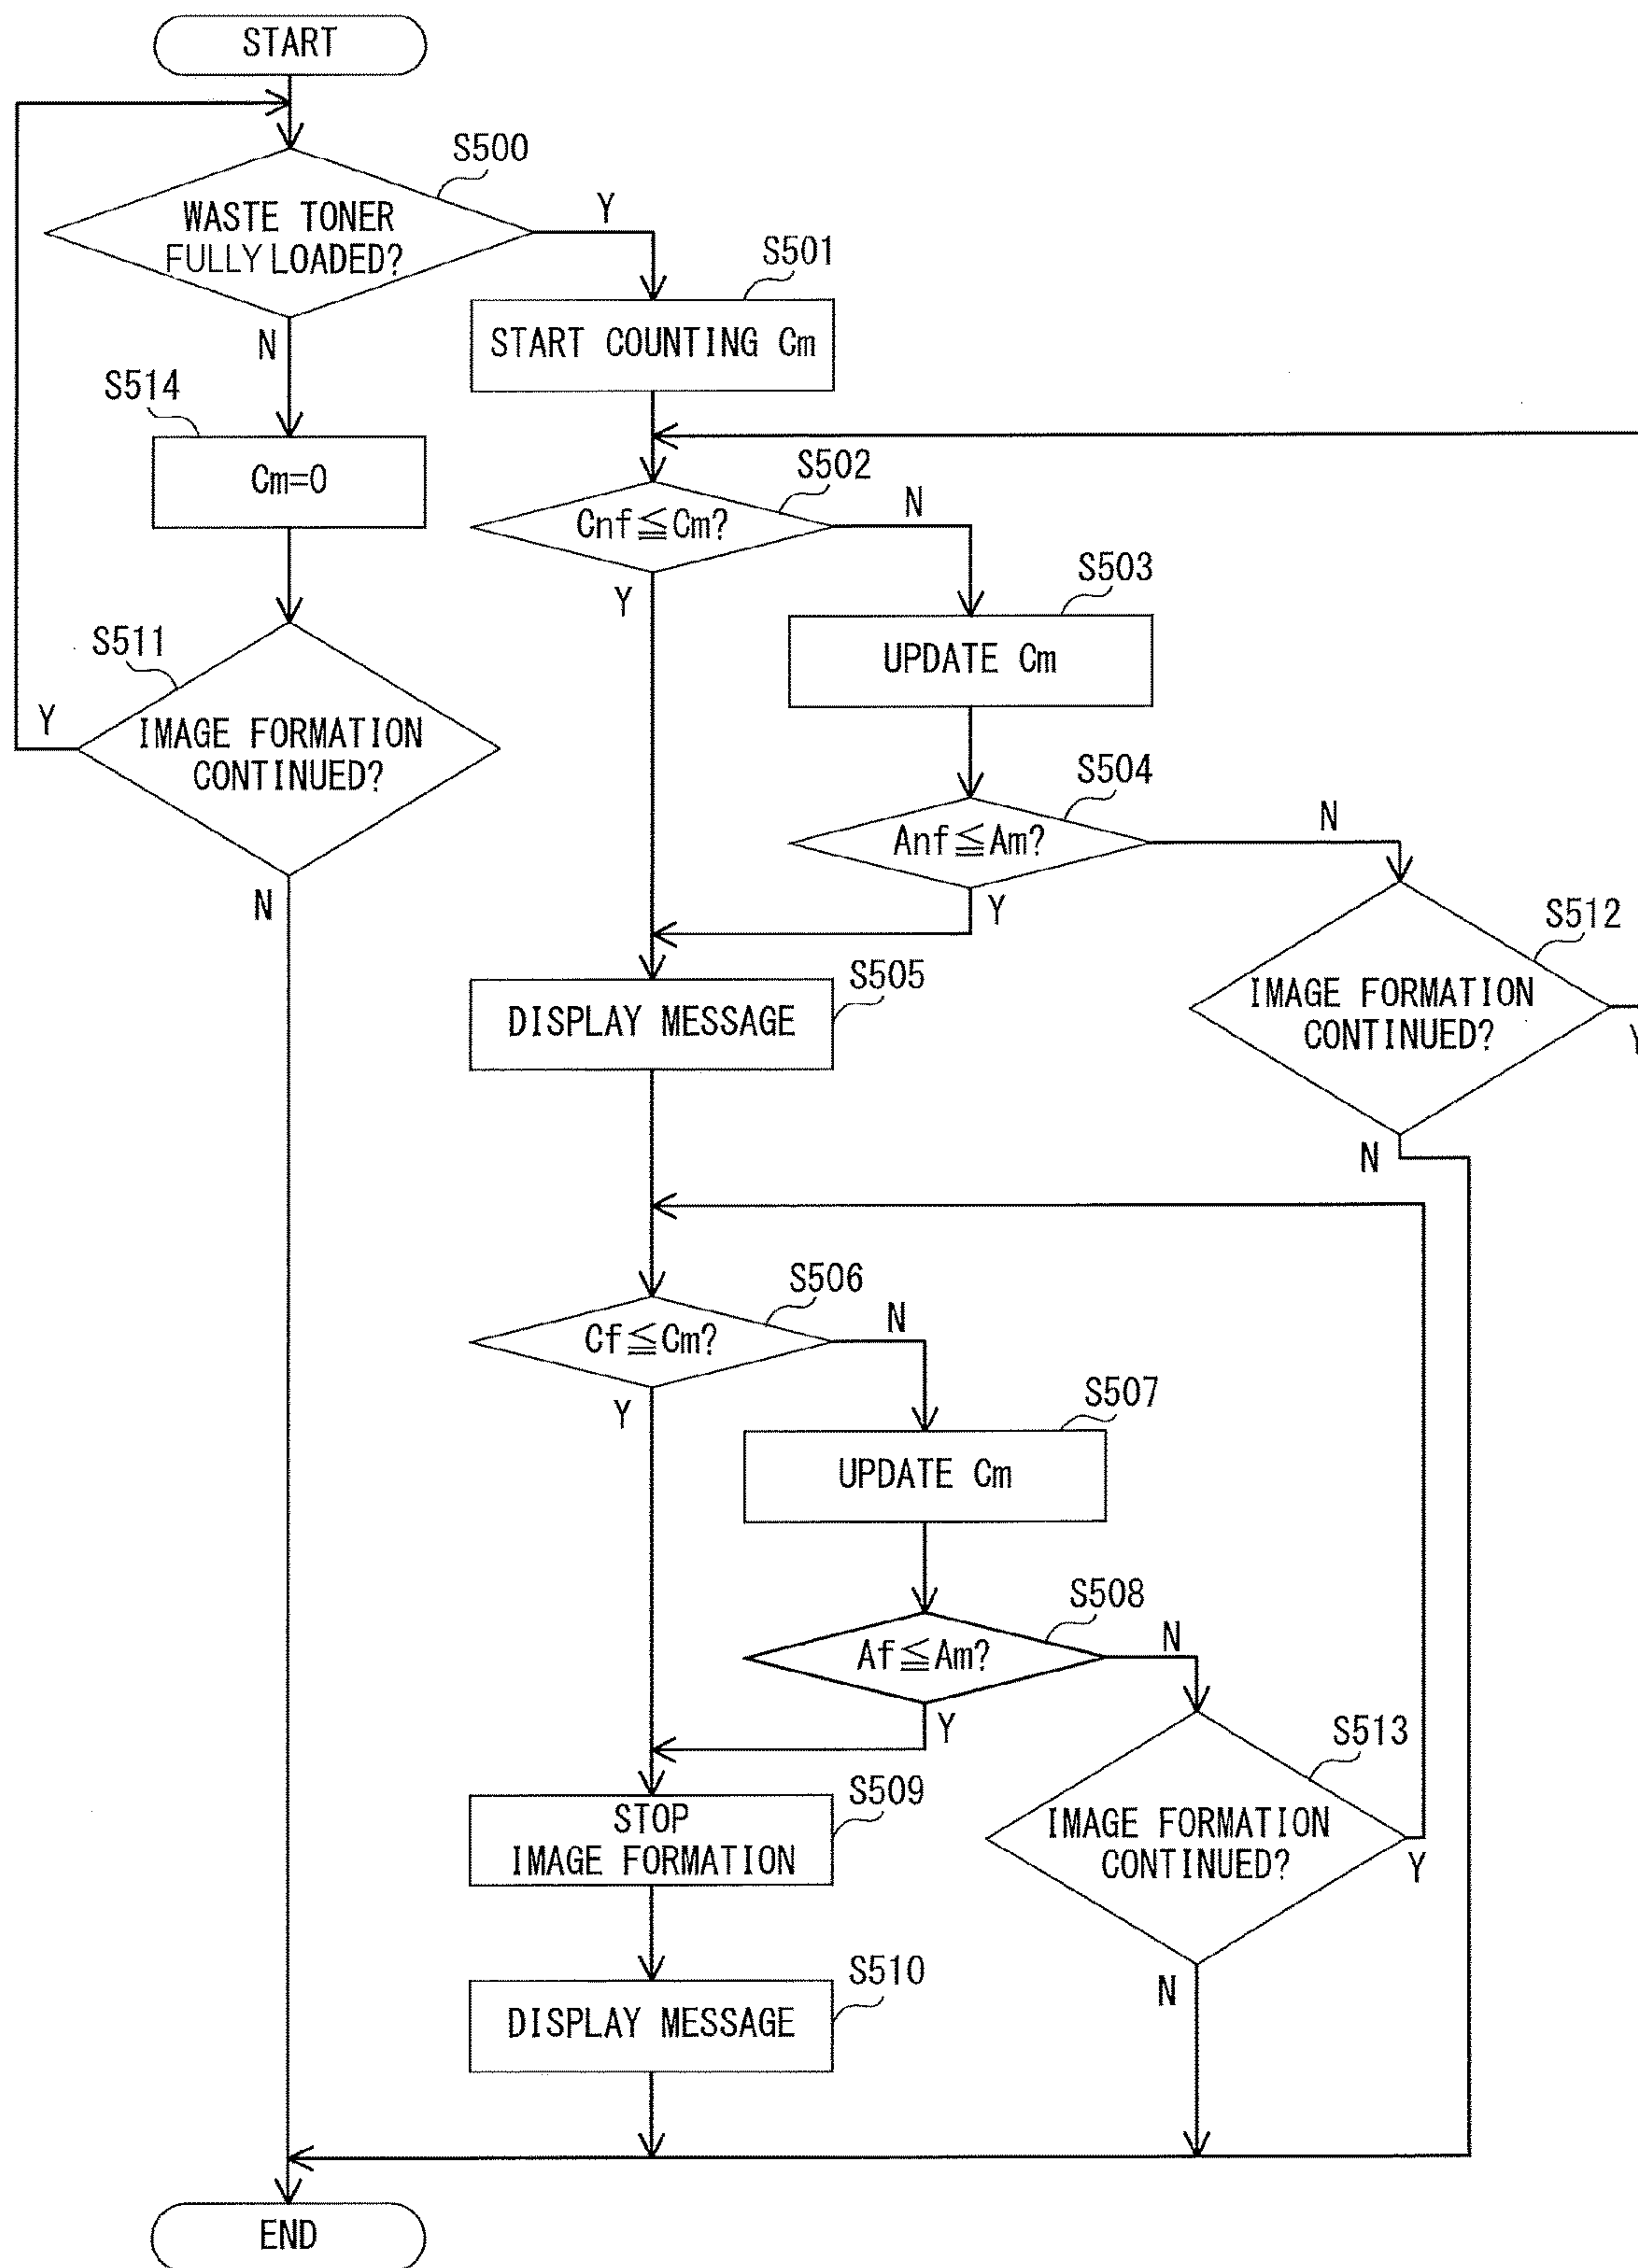 START
S500
WASTE TONER
FULLY LOADED?
Y
N
S501
START COUNTING Cm
S514
Cm=0
S502
Cnf≦Cm?
N
Y
S503
UPDATE Cm
S511
IMAGE FORMATION
CONTINUED?
Y
N
S504
Anf≦Am?
N
Y
S512
IMAGE FORMATION
CONTINUED?
Y
N
S505
DISPLAY MESSAGE
S506
Cf≦Cm?
N
Y
S507
UPDATE Cm
S508
Af≦Am?
N
Y
S513
IMAGE FORMATION
CONTINUED?
Y
N
S509
STOP
IMAGE FORMATION
S510
DISPLAY MESSAGE
END